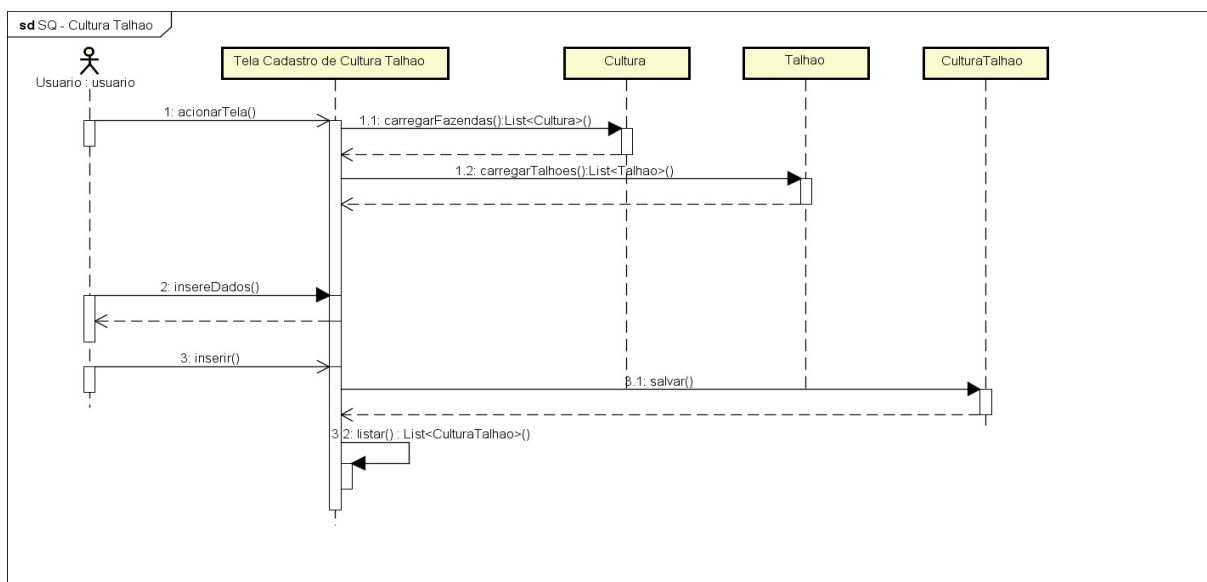 sd SQ - Cultura Talhao
Usuario : usuario
Tela Cadastro de Cultura Talhao
Cultura
Talhao
CulturaTalhao
1: acionarTela()
1.1: carregarFazendas():List<Cultura>()
1.2: carregarTalhoes():List<Talhao>()
2: insereDados()
3: inserir()
3.1: salvar()
3.2: listar() : List<CulturaTalhao>()